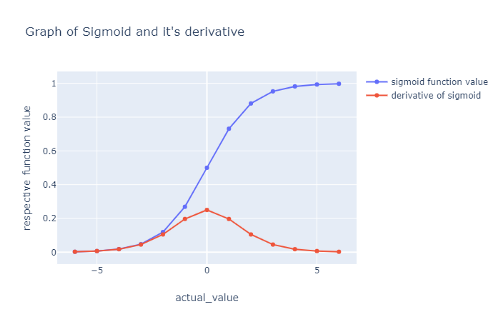 Graph of Sigmoid and it's derivative
sigmoid function value
derivative of sigmoid
respective function value
1
0.8
0.6
0.4
0.2
0
−5
0
5
actual_value